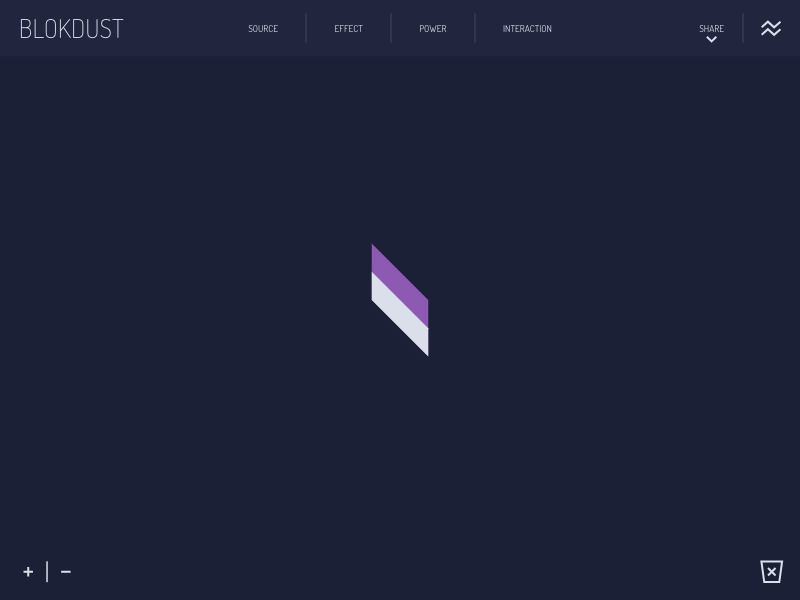 BLOKDUST
SOURCE
EFFECT
POWER
INTERACTION
SHARE
+ | −